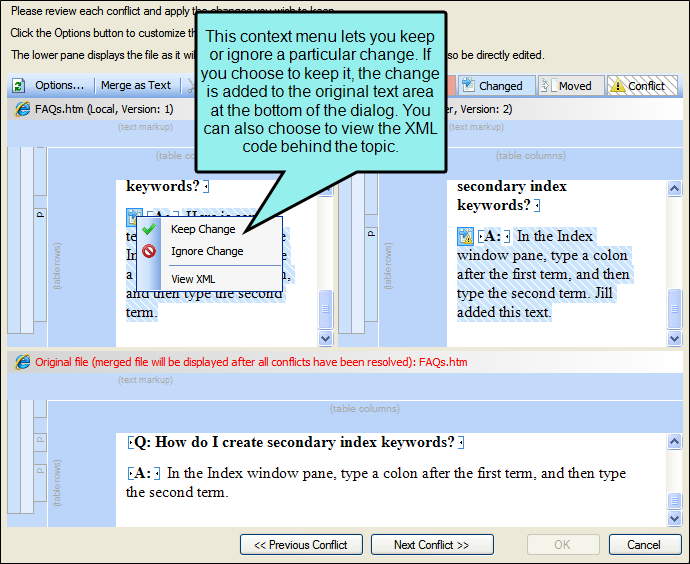 Please review each conflict and apply the changes you wish to keep.
Click the Options button to customize th
The lower pane displays the file as it wil
so be directly edited.
This context menu lets you keep
or ignore a particular change. If
you choose to keep it, the change
is added to the original text area
at the bottom of the dialog. You
can also choose to view the XML
code behind the topic.
Options... Merge as Text Changed Moved Conflict
FAQs.htm (Local, Version: 1) er, Version: 2)
(text markup) (text markup)
(table columns) (table columns)
keywords?
A: Here is
Keep Change
Ignore Change
View XML
and then type the second
term.
secondary index
keywords?
A: In the Index
window pane, type a colon
after the first term, and then
type the second term. Jill
added this text.
p
p
(table rows) (table rows)
Original file (merged file will be displayed after all conflicts have been resolved): FAQs.htm
(text markup)
(table columns)
p
p
(table rows)
Q: How do I create secondary index keywords?
A: In the Index window pane, type a colon after the first term, and then type
the second term.
<< Previous Conflict Next Conflict >> OK Cancel